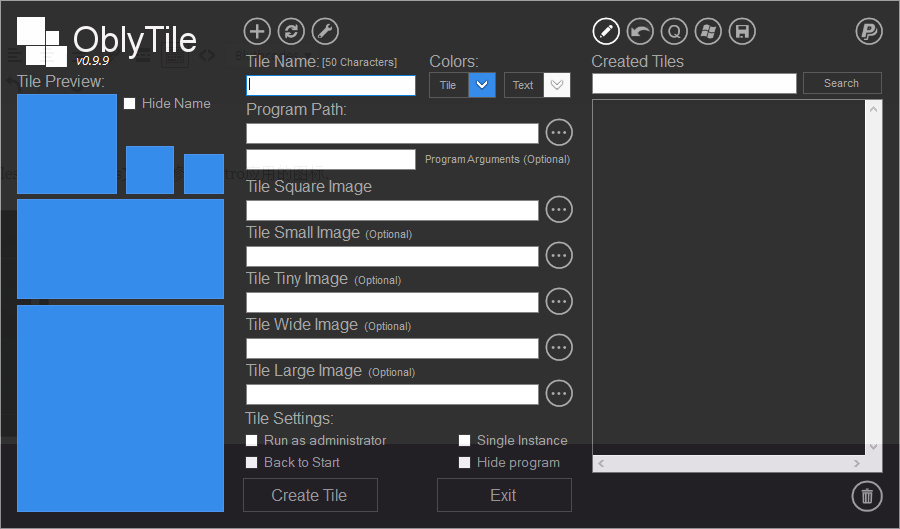 OblyTile
v0.9.9
Tile Preview:
Hide Name
Tile Name: [50 Characters]
Colors:
Tile
Text
Program Path:
Program Arguments (Optional)
Tile Square Image
Tile Small Image (Optional)
Tile Tiny Image (Optional)
Tile Wide Image (Optional)
Tile Large Image (Optional)
Tile Settings:
Run as administrator
Single Instance
Back to Start
Hide program
Create Tile
Exit
Q
Created Tiles
Search